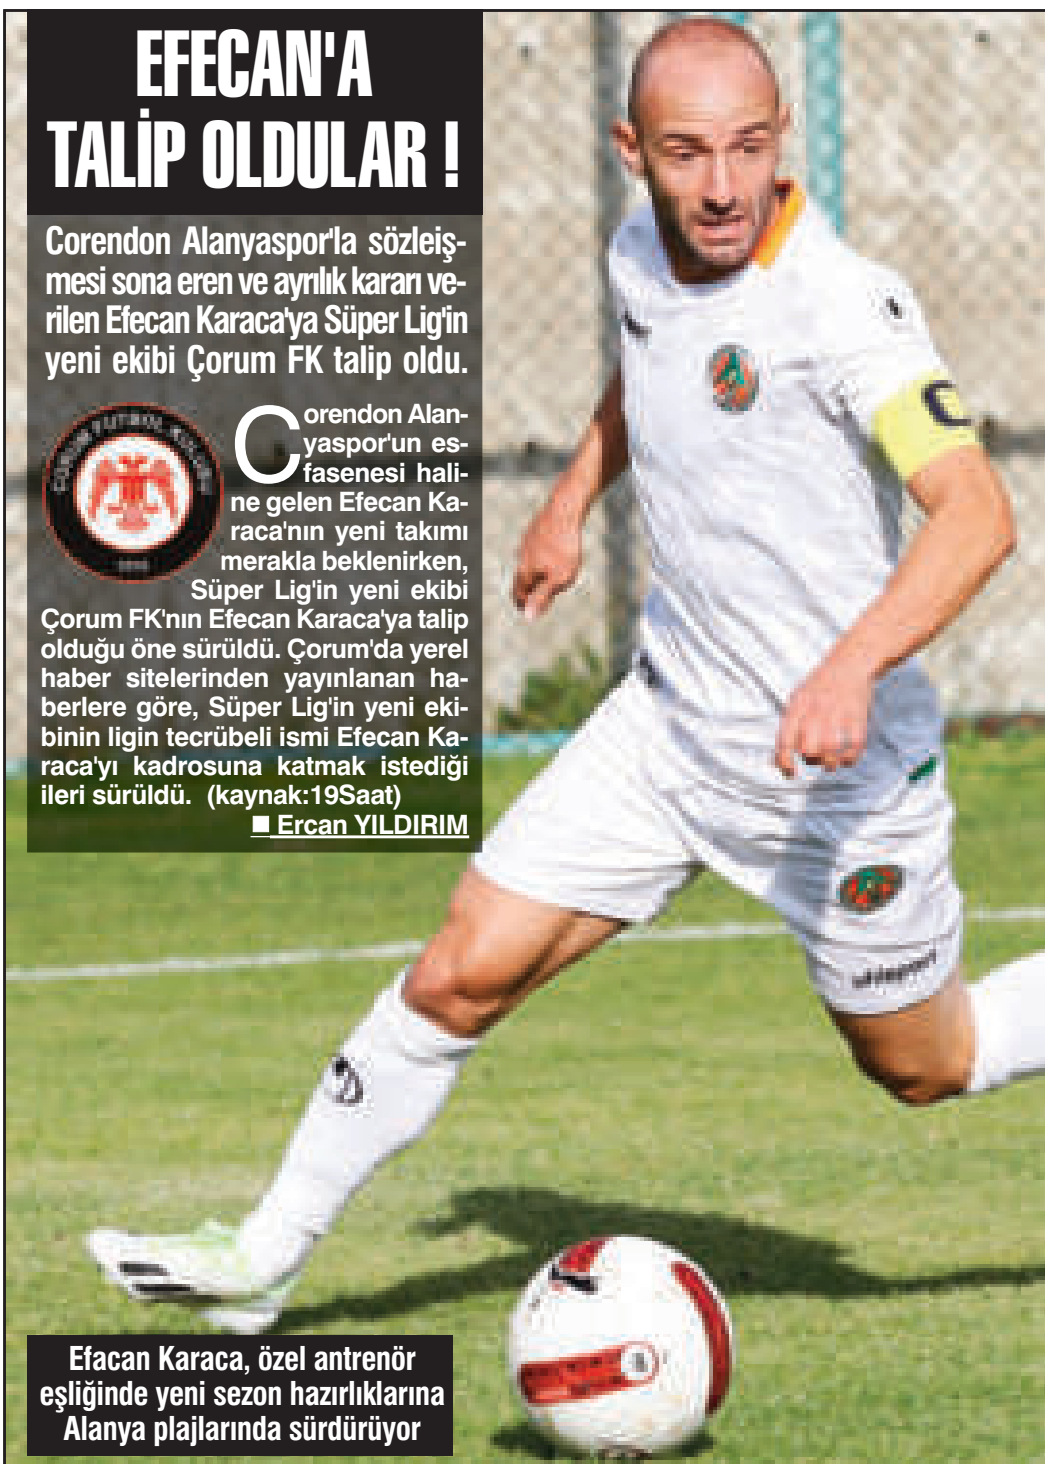 EFECAN'A
TALİP OLDULAR !
Corendon Alanyaspor'la sözleiş-
mesi sona eren ve ayrılık kararı ve-
rilen Efecan Karaca'ya Süper Lig'in
yeni ekibi Çorum FK talip oldu.
Corendon Alan-
yaspor'un es-
fasenesi hali-
ne gelen Efecan Ka-
raca'nın yeni takımı
merakla beklenirken,
Süper Lig'in yeni ekibi
Çorum FK'nın Efecan Karaca'ya talip
olduğu öne sürüldü. Çorum'da yerel
haber sitelerinden yayınlanan ha-
berlere göre, Süper Lig'in yeni eki-
binin ligin tecrübeli ismi Efecan Ka-
raca'yı kadrosuna katmak istediği
ileri sürüldü. (kaynak:19Saat)
■ Ercan YILDIRIM
ÇORUM FUTBOL KULÜBÜ
uhlsport
Efacan Karaca, özel antrenör
eşliğinde yeni sezon hazırlıklarına
Alanya plajlarında sürdürüyor